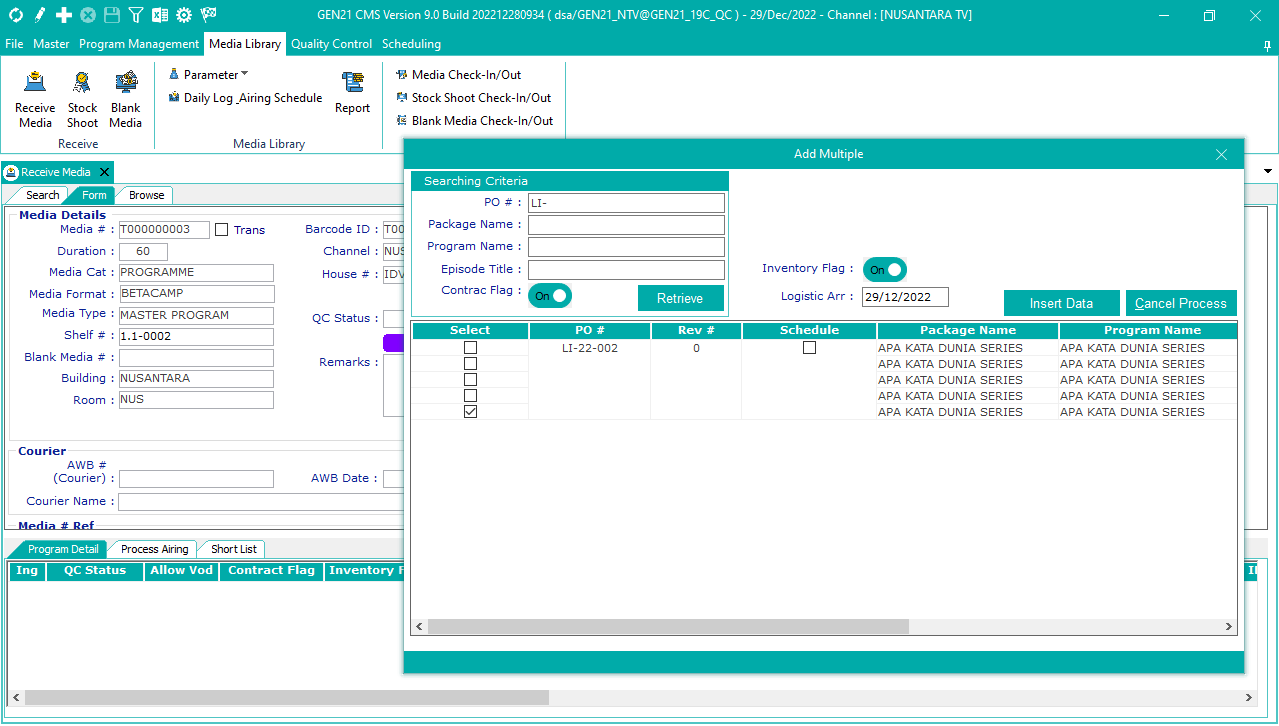 GEN21 CMS Version 9.0 Build 202212280934 ( dsa/GEN21_NTV@GEN21_19C_QC ) - 29/Dec/2022 - Channel : [NUSANTARA TV]
File Master Program Management Media Library Quality Control Scheduling
Receive Media
Stock Shoot
Blank Media
Receive
Parameter
Daily Log _Airing Schedule
Report
Media Library
Media Check-In/Out
Stock Shoot Check-In/Out
Blank Media Check-In/Out
Receive Media
Search Form Browse
Media Details
Media # : T000000003 Trans
Duration : 60
Media Cat : PROGRAMME
Media Format : BETACAMP
Media Type : MASTER PROGRAM
Shelf # : 1.1-0002
Blank Media # :
Building : NUSANTARA
Room : NUS
Barcode ID : T00
Channel : NUS
House # : IDV
QC Status :
Remarks :
Courier
AWB #
(Courier) :
AWB Date :
Courier Name :
Media # Ref
Program Detail Process Airing Short List
Ing QC Status Allow Vod Contract Flag Inventory F
Add Multiple
Searching Criteria
PO # : LI-
Package Name :
Program Name :
Episode Title :
Contrac Flag : On
Retrieve
Inventory Flag : On
Logistic Arr : 29/12/2022
Insert Data Cancel Process
Select PO # Rev # Schedule Package Name Program Name
LI-22-002 0 APA KATA DUNIA SERIES APA KATA DUNIA SERIES
APA KATA DUNIA SERIES APA KATA DUNIA SERIES
APA KATA DUNIA SERIES APA KATA DUNIA SERIES
APA KATA DUNIA SERIES APA KATA DUNIA SERIES
APA KATA DUNIA SERIES APA KATA DUNIA SERIES